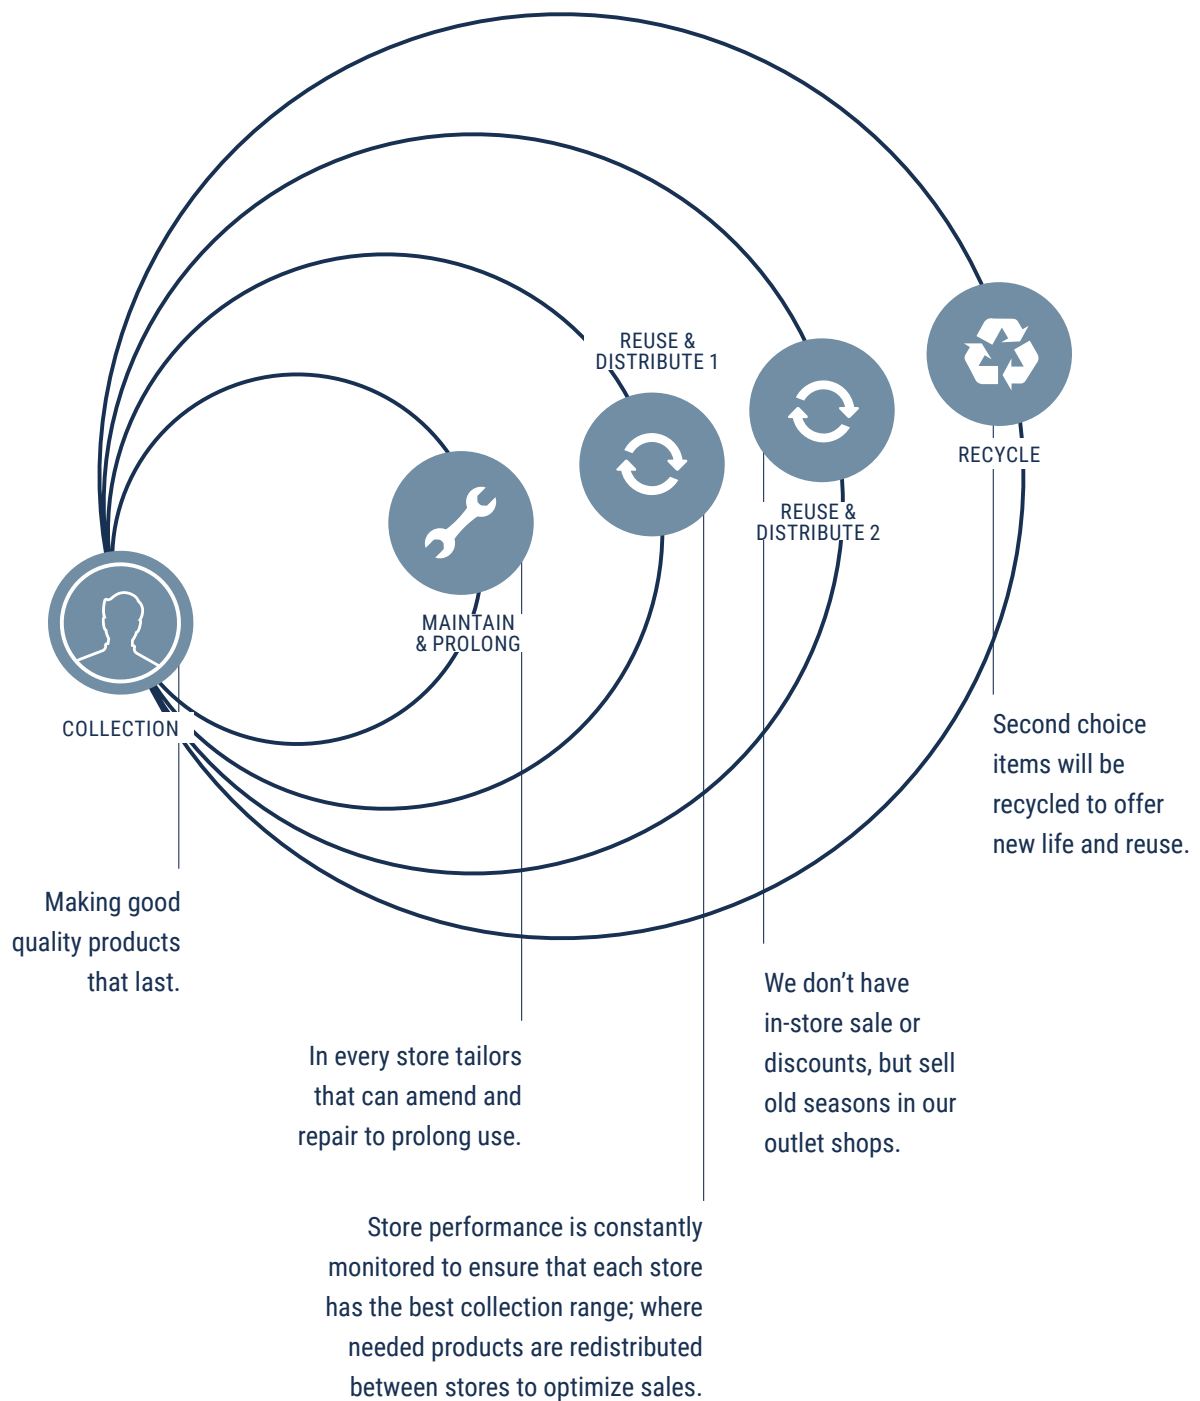 REUSE &
DISTRIBUTE 1
RECYCLE
REUSE &
DISTRIBUTE 2
MAINTAIN
& PROLONG
COLLECTION
Second choice
items will be
recycled to offer
new life and reuse.
Making good
quality products
that last.
We don’t have
in-store sale or
discounts, but sell
old seasons in our
outlet shops.
In every store tailors
that can amend and
repair to prolong use.
Store performance is constantly
monitored to ensure that each store
has the best collection range; where
needed products are redistributed
between stores to optimize sales.